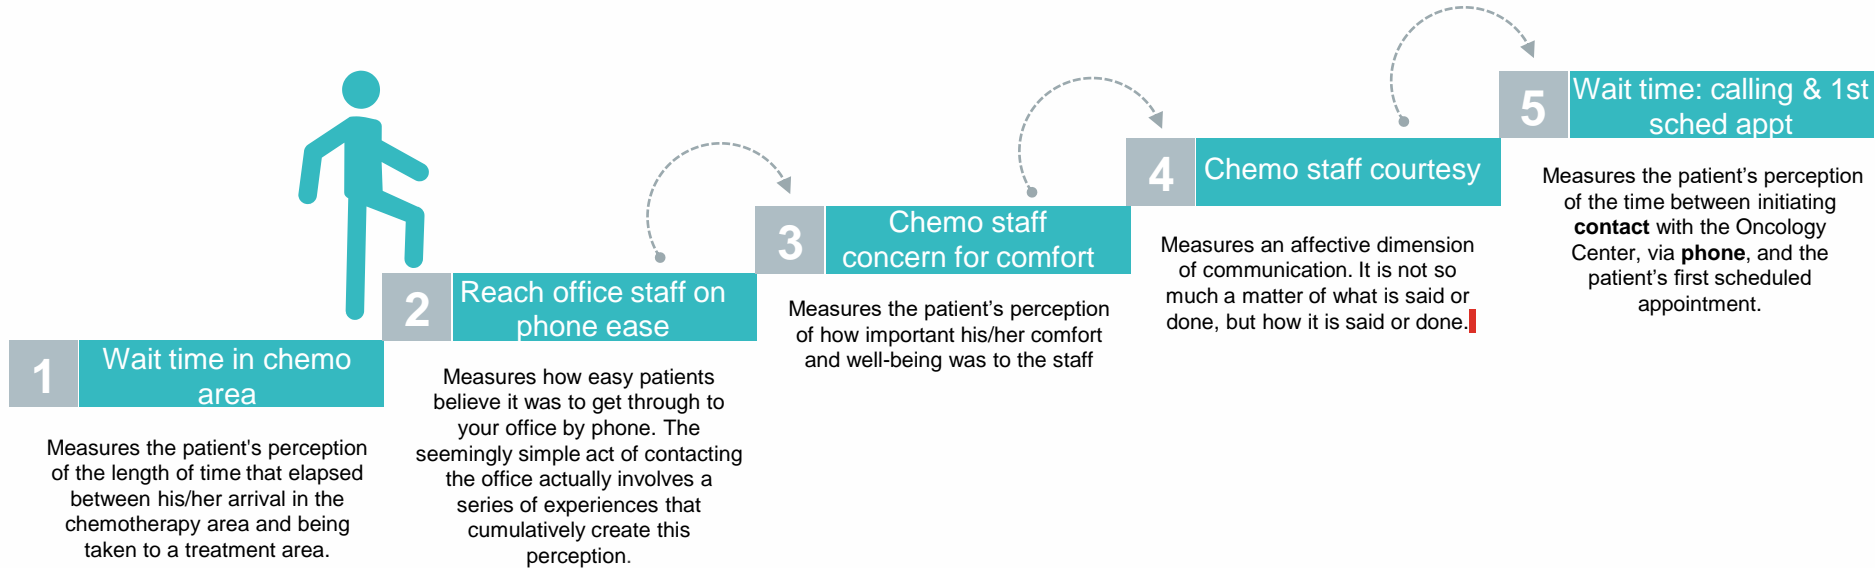 1
Wait time in chemo
area
Measures the patient's perception
of the length of time that elapsed
between his/her arrival in the
chemotherapy area and being
taken to a treatment area.
2
Reach office staff on
phone ease
Measures how easy patients
believe it was to get through to
your office by phone. The
seemingly simple act of contacting
the office actually involves a
series of experiences that
cumulatively create this
perception.
3
Chemo staff
concern for comfort
Measures the patient’s perception
of how important his/her comfort
and well-being was to the staff
4
Chemo staff courtesy
Measures an affective dimension
of communication. It is not so
much a matter of what is said or
done, but how it is said or done.
5
Wait time: calling & 1st
sched appt
Measures the patient’s perception
of the time between initiating
contact with the Oncology
Center, via phone, and the
patient’s first scheduled
appointment.